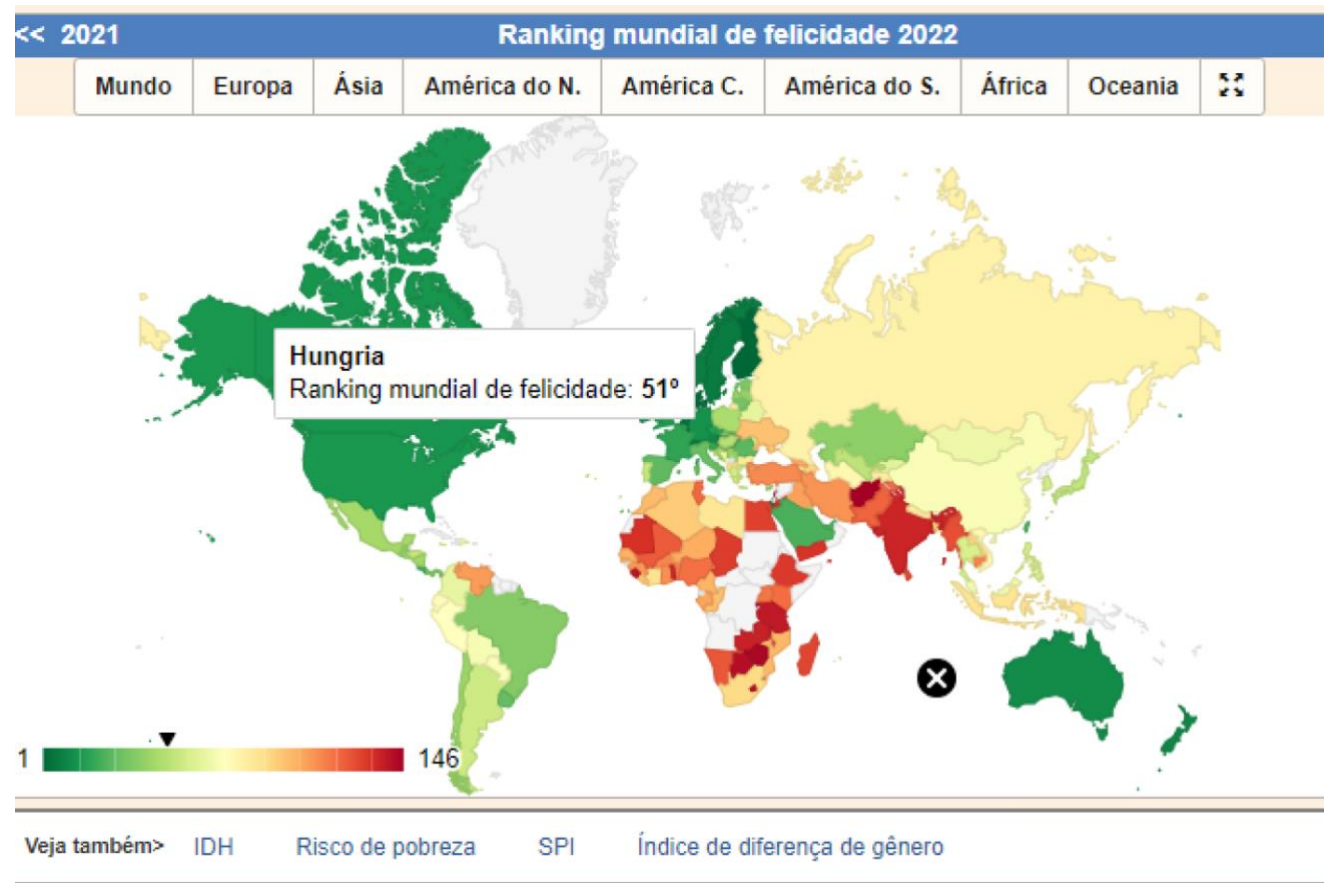 << 2021 Ranking mundial de felicidade 2022
Mundo Europa Ásia América do N. América C. América do S. África Oceania
Hungria
Ranking mundial de felicidade: 51º
1 146
Veja também> IDH Risco de pobreza SPI Índice de diferença de gênero